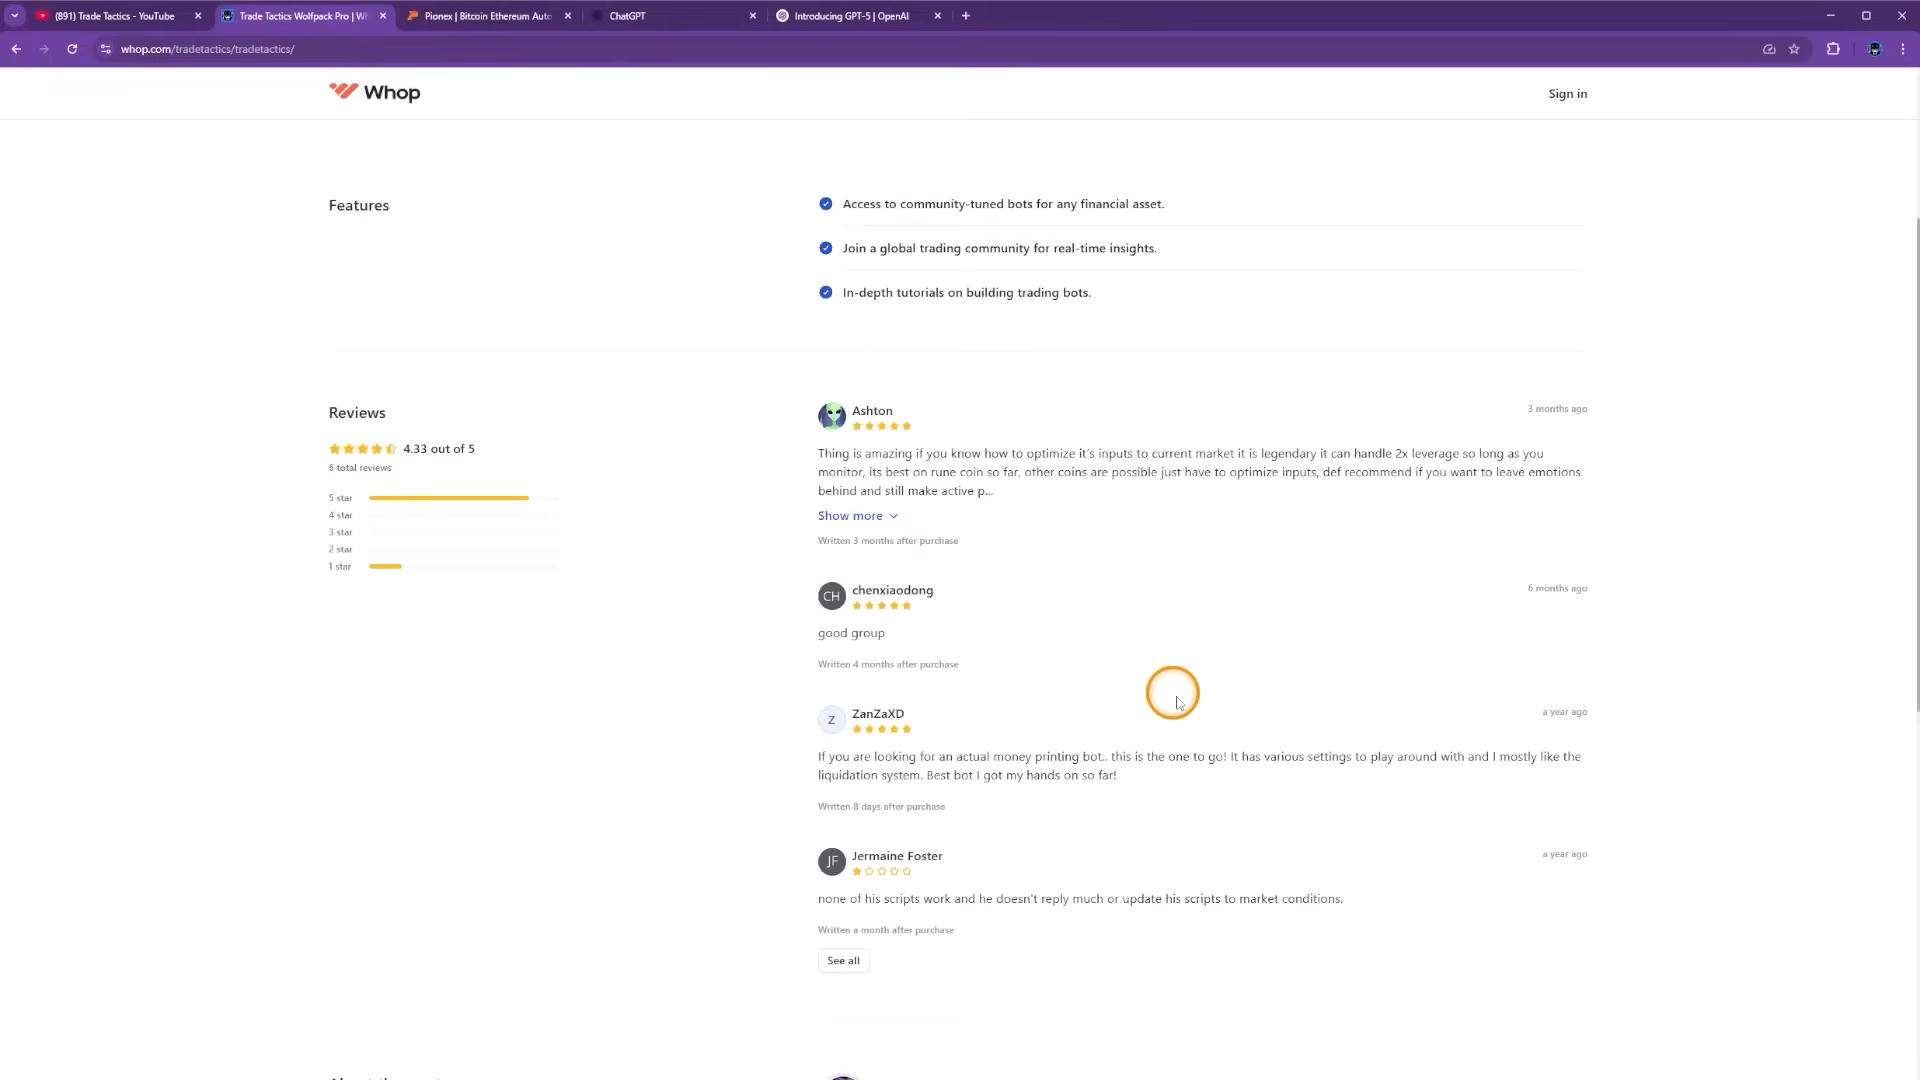 (891) Trade Tactics - YouTube
Trade Tactics Wolfpack Pro | W
Pionex | Bitcoin Ethereum Auto
ChatGPT
Introducing GPT-5 | OpenAI
whop.com/tradetactics/tradetactics/
Whop
Sign in
Features
Access to community-tuned bots for any financial asset.
Join a global trading community for real-time insights.
In-depth tutorials on building trading bots.
Reviews
4.33 out of 5
6 total reviews
5 star
4 star
3 star
2 star
1 star
Ashton
3 months ago
Thing is amazing if you know how to optimize it's inputs to current market it is legendary it can handle 2x leverage so long as you
monitor, its best on rune coin so far, other coins are possible just have to optimize inputs, def recommend if you want to leave emotions
behind and still make active p...
Show more
Written 3 months after purchase
CH
chenxiaodong
6 months ago
good group
Written 4 months after purchase
Z
ZanZaXD
a year ago
If you are looking for an actual money printing bot.. this is the one to go! It has various settings to play around with and I mostly like the
liquidation system. Best bot I got my hands on so far!
Written 8 days after purchase
JF
Jermaine Foster
a year ago
none of his scripts work and he doesn't reply much or update his scripts to market conditions.
Written a month after purchase
See all